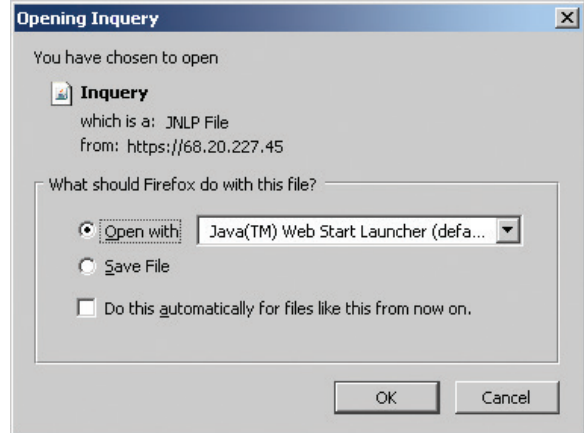 Opening Inquery
You have chosen to open
Inquery
which is a: JNLP File
from: https://68.20.227.45
What should Firefox do with this file?
Open with Java(TM) Web Start Launcher (defa...
Save File
Do this automatically for files like this from now on.
OK Cancel